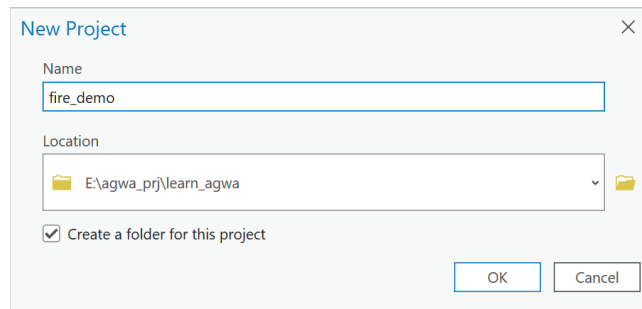 New Project
Name
fire_demo
Location
E:\agwa_prj\learn_agwa
Create a folder for this project
OK Cancel